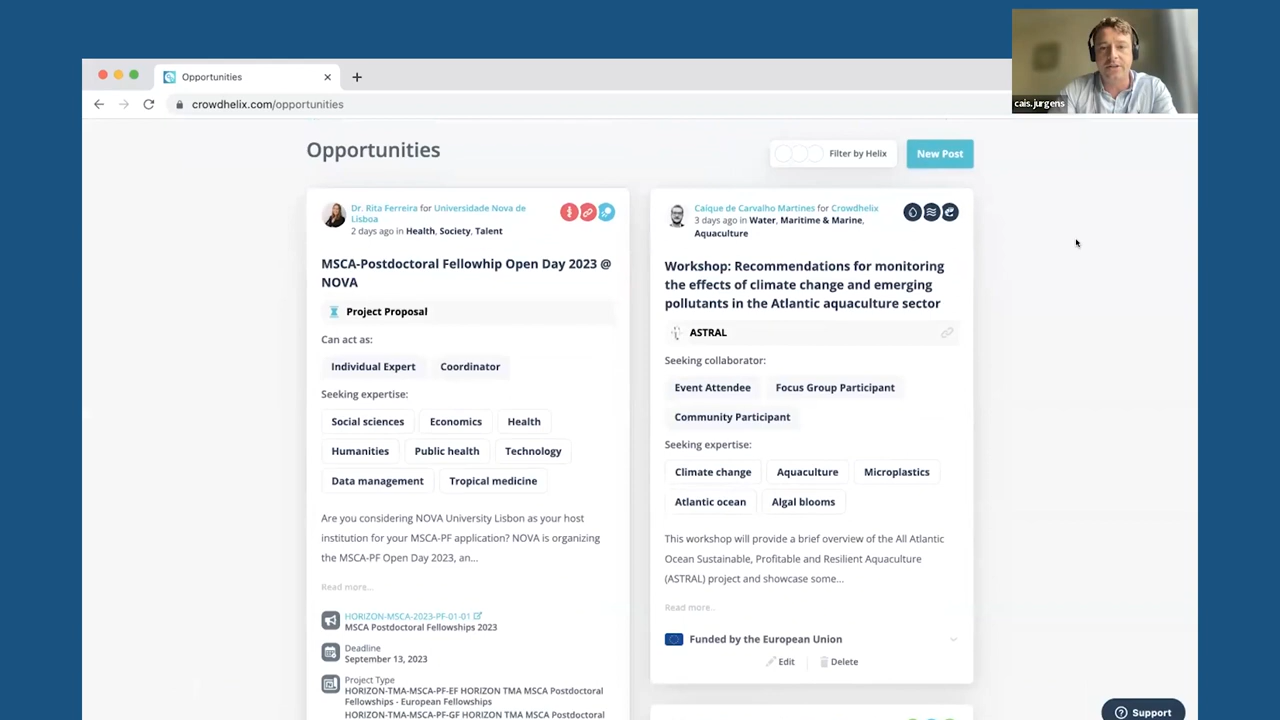 cais.jurgens
Opportunities
crowdhelix.com/opportunities
Opportunities
Filter by Helix
New Post
Dr. Rita Ferreira for Universidade Nova de
Lisboa
2 days ago in Health, Society, Talent
MSCA-Postdoctoral Fellowhip Open Day 2023 @
NOVA
Project Proposal
Can act as:
Individual Expert
Coordinator
Seeking expertise:
Social sciences
Economics
Health
Humanities
Public health
Technology
Data management
Tropical medicine
Are you considering NOVA University Lisbon as your host
institution for your MSCA-PF application? NOVA is organizing
the MSCA-PF Open Day 2023, an...
Read more...
HORIZON-MSCA-2023-PF-01-01
MSCA Postdoctoral Fellowships 2023
Deadline
September 13, 2023
Project Type
HORIZON-TMA-MSCA-PF-EF HORIZON TMA MSCA Postdoctoral
Fellowships - European Fellowships
HORIZON-TMA-MSCA-PF-GF HORIZON TMA MSCA Postdoctoral
Caique de Carvalho Martines for Crowdhelix
3 days ago in Water, Maritime & Marine,
Aquaculture
Workshop: Recommendations for monitoring
the effects of climate change and emerging
pollutants in the Atlantic aquaculture sector
ASTRAL
Seeking collaborator:
Event Attendee
Focus Group Participant
Community Participant
Seeking expertise:
Climate change
Aquaculture
Microplastics
Atlantic ocean
Algal blooms
This workshop will provide a brief overview of the All Atlantic
Ocean Sustainable, Profitable and Resilient Aquaculture
(ASTRAL) project and showcase some...
Read more..
Funded by the European Union
Edit
Delete
Support